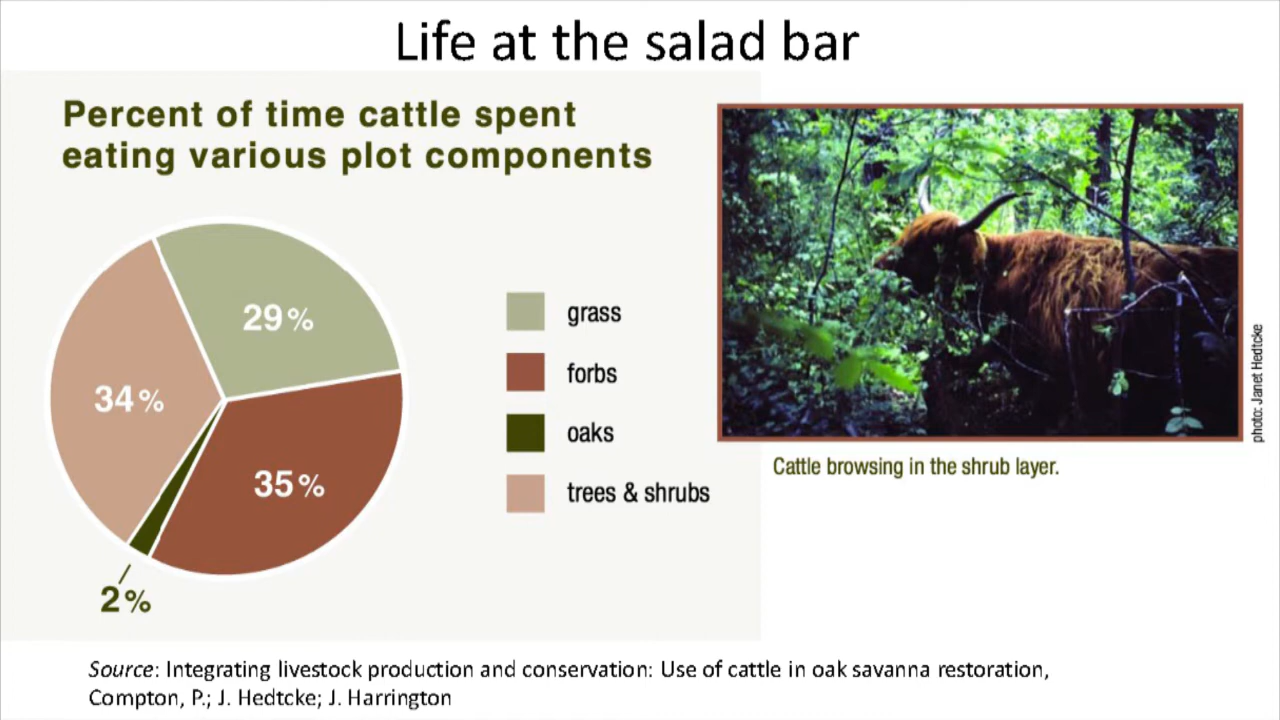 Life at the salad bar
Percent of time cattle spent
eating various plot components
29%
34%
35%
2%
grass
forbs
oaks
trees & shrubs
photo: Janet Hedtcke
Cattle browsing in the shrub layer.
Source: Integrating livestock production and conservation: Use of cattle in oak savanna restoration,
Compton, P.; J. Hedtcke; J. Harrington